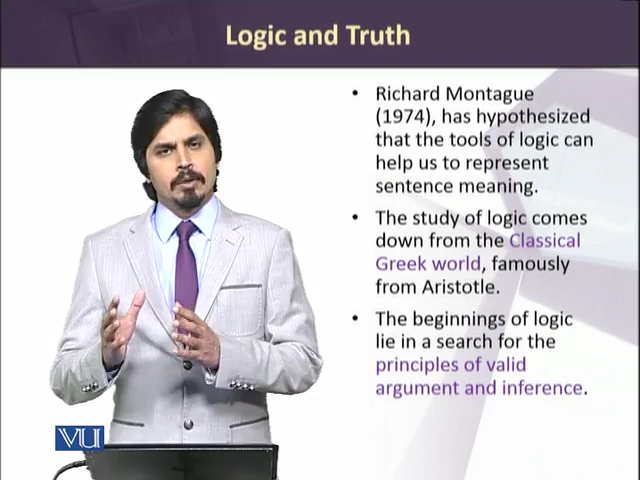 Logic and Truth
• Richard Montague
(1974), has hypothesized
that the tools of logic can
help us to represent
sentence meaning.
• The study of logic comes
down from the Classical
Greek world, famously
from Aristotle.
• The beginnings of logic
lie in a search for the
principles of valid
argument and inference.
VU